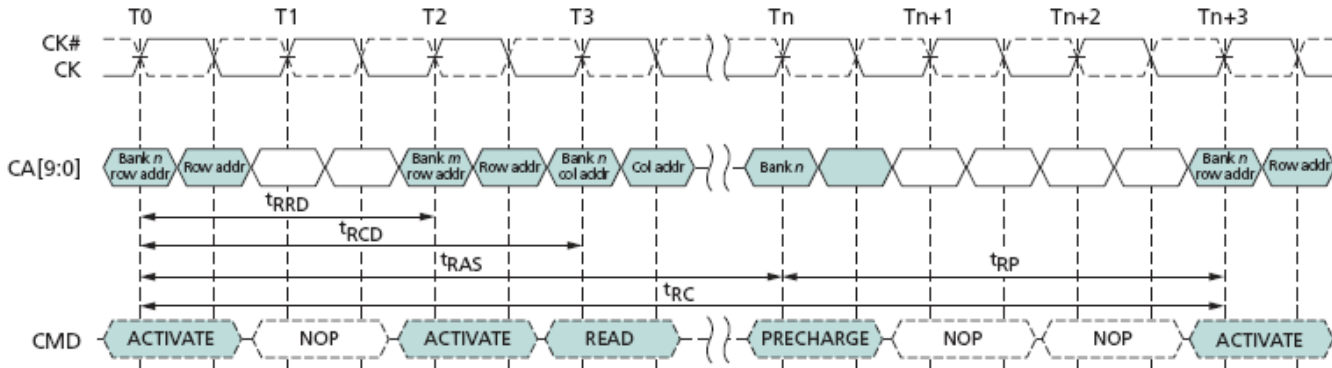 T0 T1 T2 T3 Tn Tn+1 Tn+2 Tn+3
CK#
CK
CA[9:0]
Bank n
row addr
Row addr
Bank m
row addr
Row addr
Bank n
col addr
Col addr
Bank n
Bank n
row addr
Row addr
tRRD
tRCD
tRAS tRP
tRC
CMD ACTIVATE NOP ACTIVATE READ PRECHARGE NOP NOP ACTIVATE